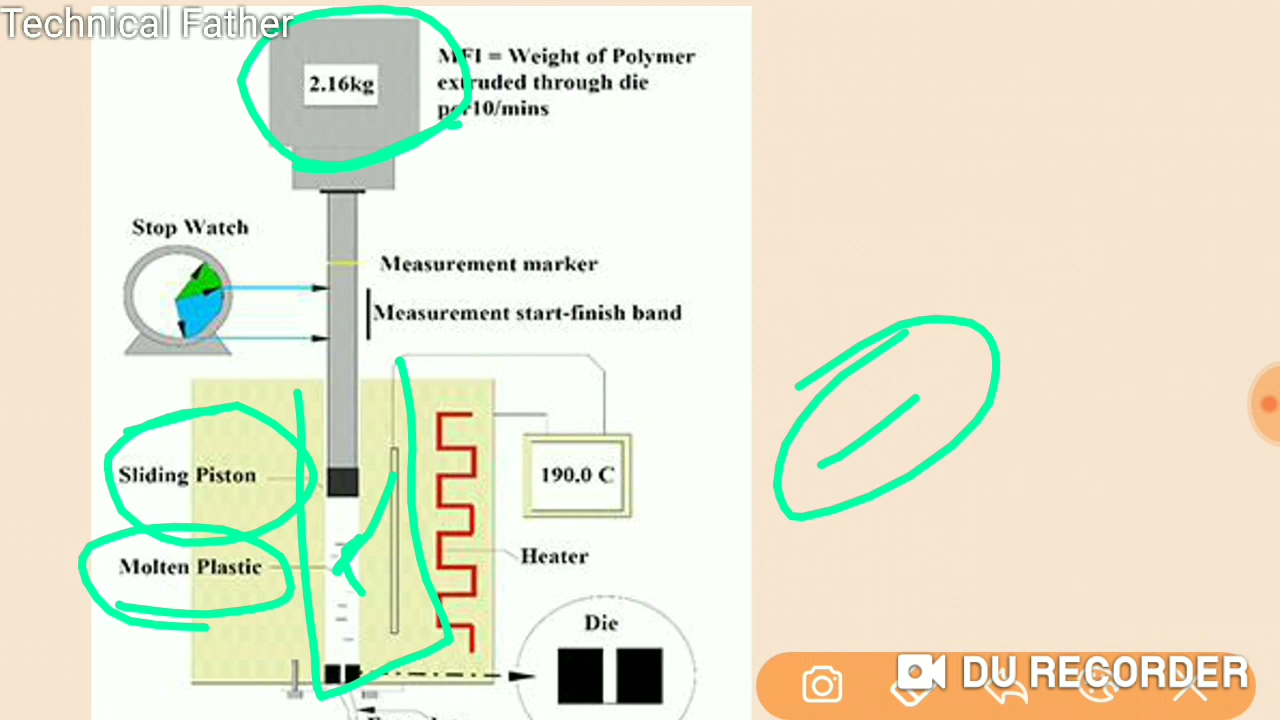 Technical Father
2.16kg
MFI = Weight of Polymer
extruded through die
per10/mins
Stop Watch
Measurement marker
Measurement start-finish band
Sliding Piston
190.0 C
Molten Plastic
Heater
Die
DU RECORDER